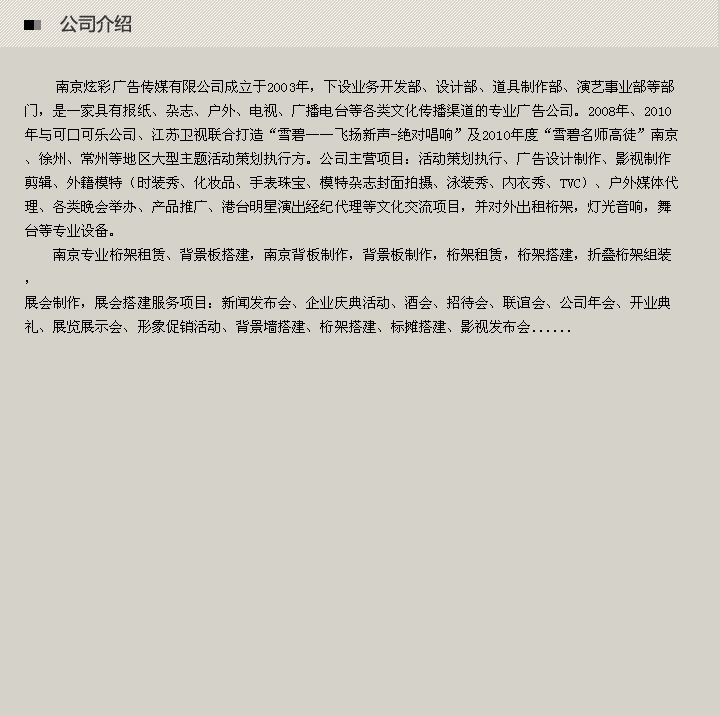 公司介绍
南京炫彩广告传媒有限公司成立于2003年，下设业务开发部、设计部、道具制作部、演艺事业部等部
门，是一家具有报纸、杂志、户外、电视、广播电台等各类文化传播渠道的专业广告公司。2008年、2010
年与可口可乐公司、江苏卫视联合打造“雪碧——飞扬新声-绝对唱响”及2010年度“雪碧名师高徒”南京
、徐州、常州等地区大型主题活动策划执行方。公司主营项目：活动策划执行、广告设计制作、影视制作
剪辑、外籍模特（时装秀、化妆品、手表珠宝、模特杂志封面拍摄、泳装秀、内衣秀、TVC）、户外媒体代
理、各类晚会举办、产品推广、港台明星演出经纪代理等文化交流项目，并对外出租桁架，灯光音响，舞
台等专业设备。
南京专业桁架租赁、背景板搭建，南京背板制作，背景板制作，桁架租赁，桁架搭建，折叠桁架组装
，
展会制作，展会搭建服务项目：新闻发布会、企业庆典活动、酒会、招待会、联谊会、公司年会、开业典
礼、展览展示会、形象促销活动、背景墙搭建、桁架搭建、标摊搭建、影视发布会......